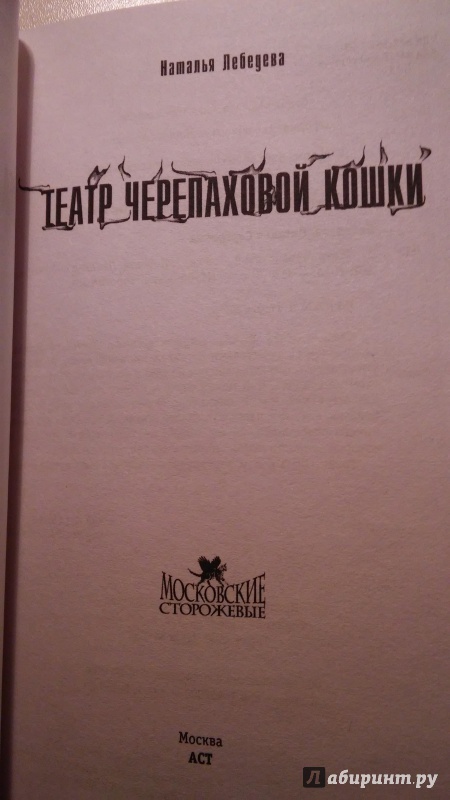 Наталья Лебедева
ТЕАТР ЧЕРЕПАХОВОЙ КОШКИ
МОСКОВСКИЕ
СТОРОЖЕВЫЕ
Москва
АСТ
Лабиринт.ру